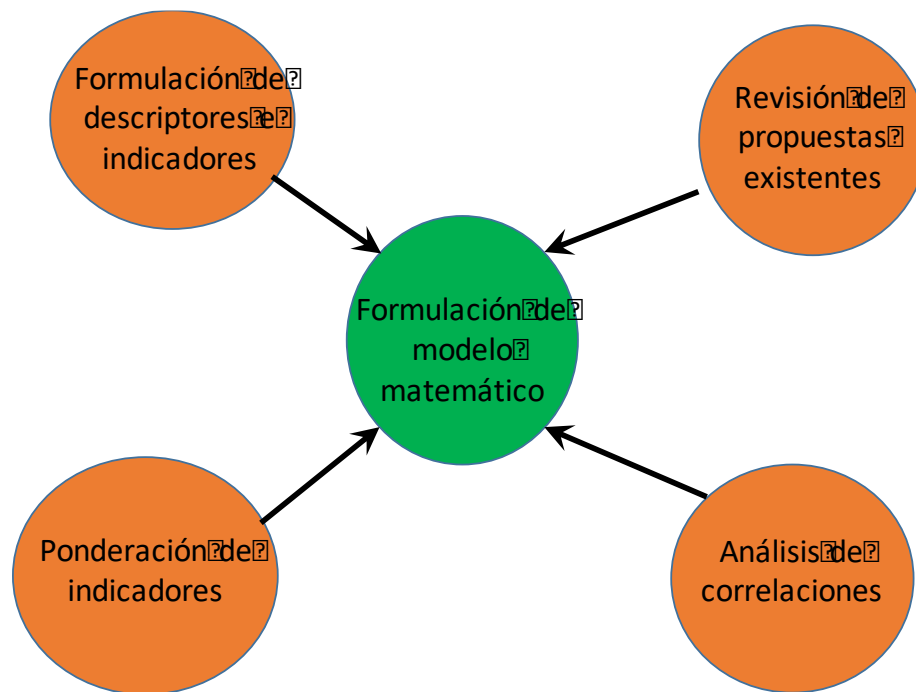 Formulación de
descriptores e
indicadores
Revisión de
propuestas
existentes
Formulación de
modelo
matemático
Ponderación de
indicadores
Análisis de
correlaciones